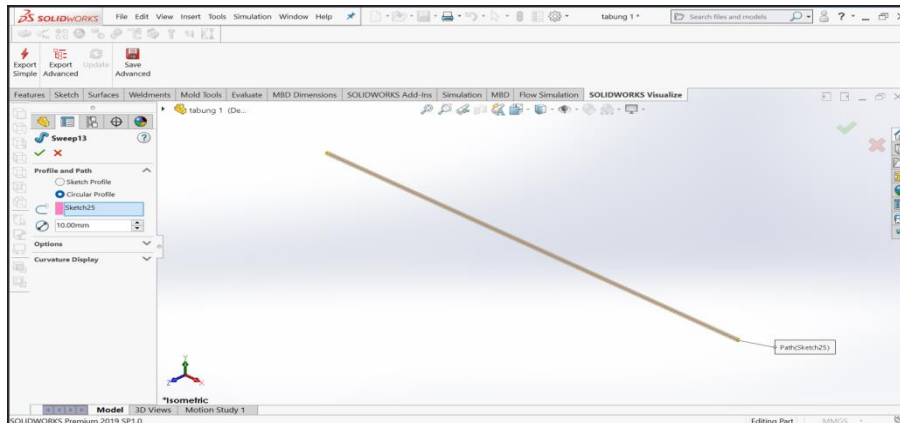 SOLIDWORKS File Edit View Insert Tools Simulation Window Help tabung 1 * Search files and models
Export Simple
Export Advanced
Update
Save Advanced
Features Sketch Surfaces Weldments Mold Tools Evaluate MBD Dimensions SOLIDWORKS Add-Ins Simulation MBD Flow Simulation SOLIDWORKS Visualize
tabung 1 (De...
Sweep13
Profile and Path
Sketch Profile
Circular Profile
Sketch25
10.00mm
Options
Curvature Display
Path(Sketch25)
*Isometric
Model 3D Views Motion Study 1
SOLIDWORKS Premium 2019 SP1.0 Editing Part MMGS